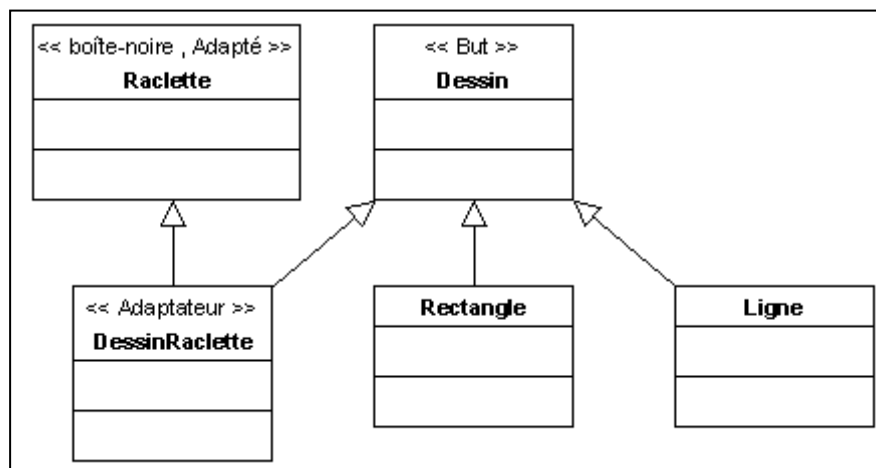 << boîte-noire , Adapté >>
Raclette
<< But >>
Dessin
<< Adaptateur >>
DessinRaclette
Rectangle
Ligne